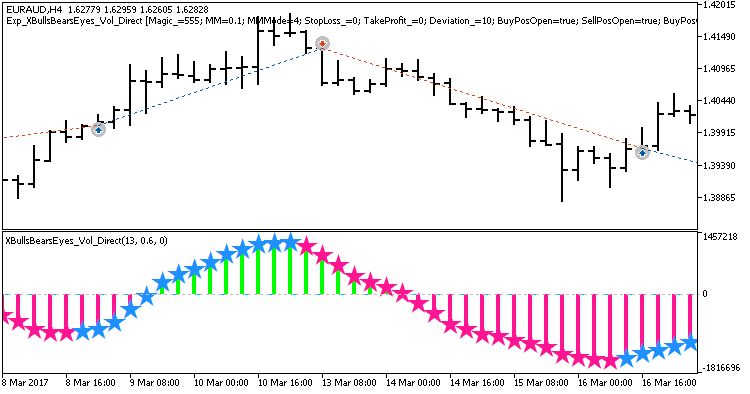 EURAUD,H4 1.62779 1.62959 1.62605 1.62828
Exp_XBullsBearsEyes_Vol_Direct [Magic_=555; MM=0.1; MMMode=4; StopLoss_=0; TakeProfit_=0; Deviation_=10; BuyPosOpen=true; SellPosOpen=true; BuyPos
1.42015
1.41490
1.40965
1.40440
1.39915
1.39390
1.38865
XBullsBearsEyes_Vol_Direct(13, 0.6, 0)
1457218
0
-1816696
8 Mar 2017 8 Mar 16:00 9 Mar 08:00 10 Mar 00:00 10 Mar 16:00 13 Mar 08:00 14 Mar 00:00 14 Mar 16:00 15 Mar 08:00 16 Mar 00:00 16 Mar 16:00